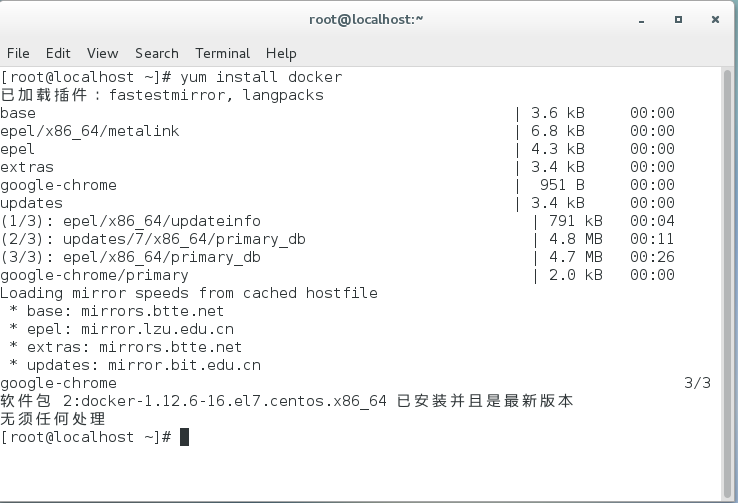 root@localhost:~
File Edit View Search Terminal Help
[root@localhost ~]# yum install docker
已加载插件：fastestmirror, langpacks
base | 3.6 kB 00:00
epel/x86_64/metalink | 6.8 kB 00:00
epel | 4.3 kB 00:00
extras | 3.4 kB 00:00
google-chrome | 951 B 00:00
updates | 3.4 kB 00:00
(1/3): epel/x86_64/updateinfo | 791 kB 00:04
(2/3): updates/7/x86_64/primary_db | 4.8 MB 00:11
(3/3): epel/x86_64/primary_db | 4.7 MB 00:26
google-chrome/primary | 2.0 kB 00:00
Loading mirror speeds from cached hostfile
 * base: mirrors.btte.net
 * epel: mirror.lzu.edu.cn
 * extras: mirrors.btte.net
 * updates: mirror.bit.edu.cn
google-chrome 3/3
软件包 2:docker-1.12.6-16.el7.centos.x86_64 已安装并且是最新版本
无须任何处理
[root@localhost ~]#